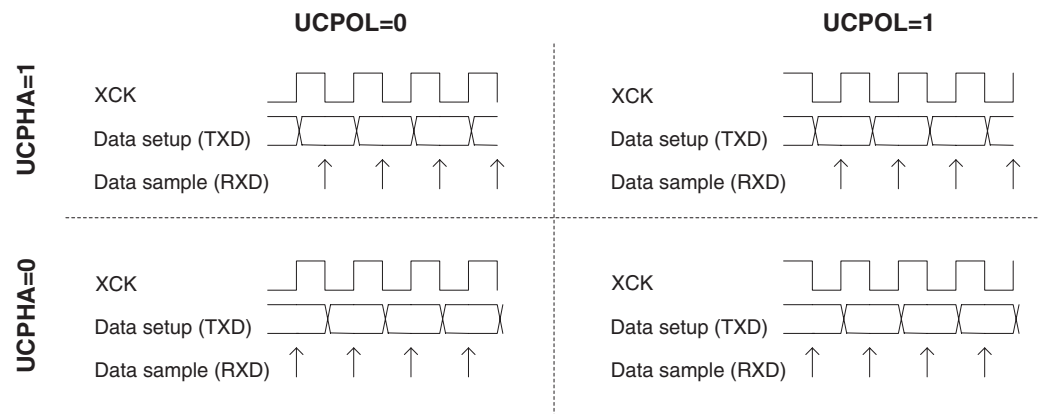 UCPOL=0
UCPOL=1
UCPHA=1
XCK
Data setup (TXD)
Data sample (RXD)
XCK
Data setup (TXD)
Data sample (RXD)
UCPHA=0
XCK
Data setup (TXD)
Data sample (RXD)
XCK
Data setup (TXD)
Data sample (RXD)